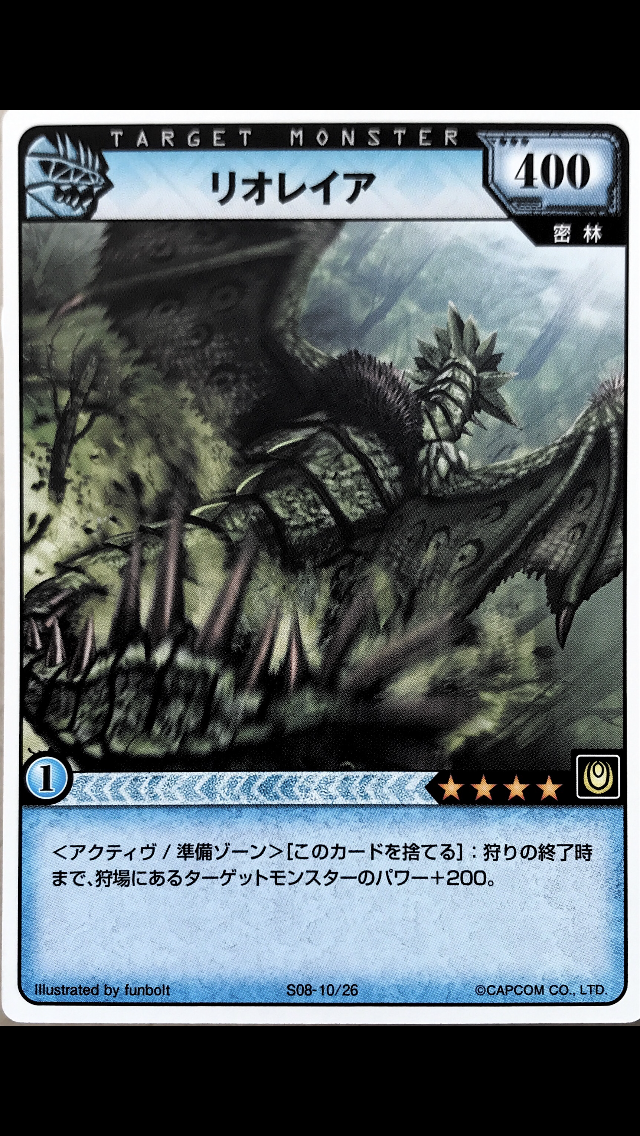 TARGET MONSTER
リオレイア
400
密林
1
<アクティヴ / 準備ゾーン>[このカードを捨てる]：狩りの終了時
まで、狩場にあるターゲットモンスターのパワー＋200。
Illustrated by funbolt
S08-10/26
©CAPCOM CO., LTD.